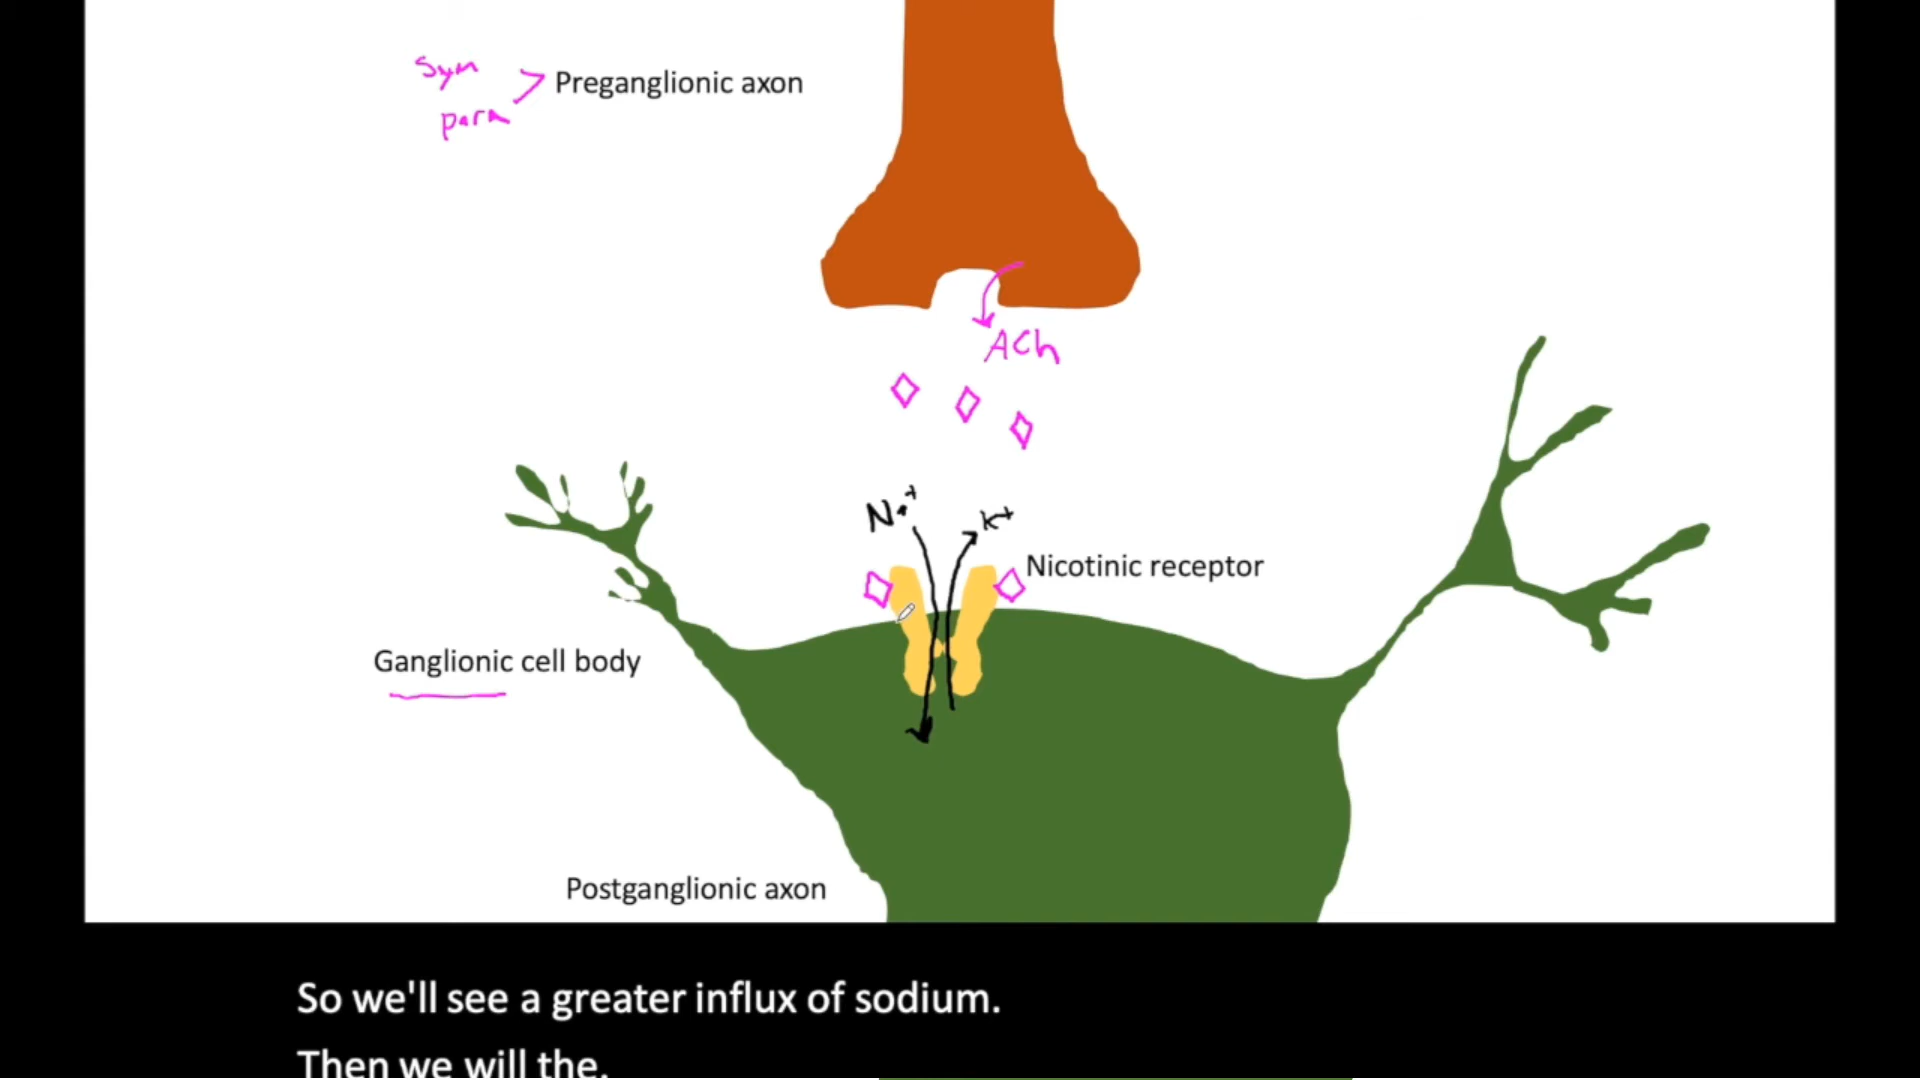 Sym
para
> Preganglionic axon
ACh
Na+
K+
Nicotinic receptor
Ganglionic cell body
Postganglionic axon
So we'll see a greater influx of sodium.
Then we will the.